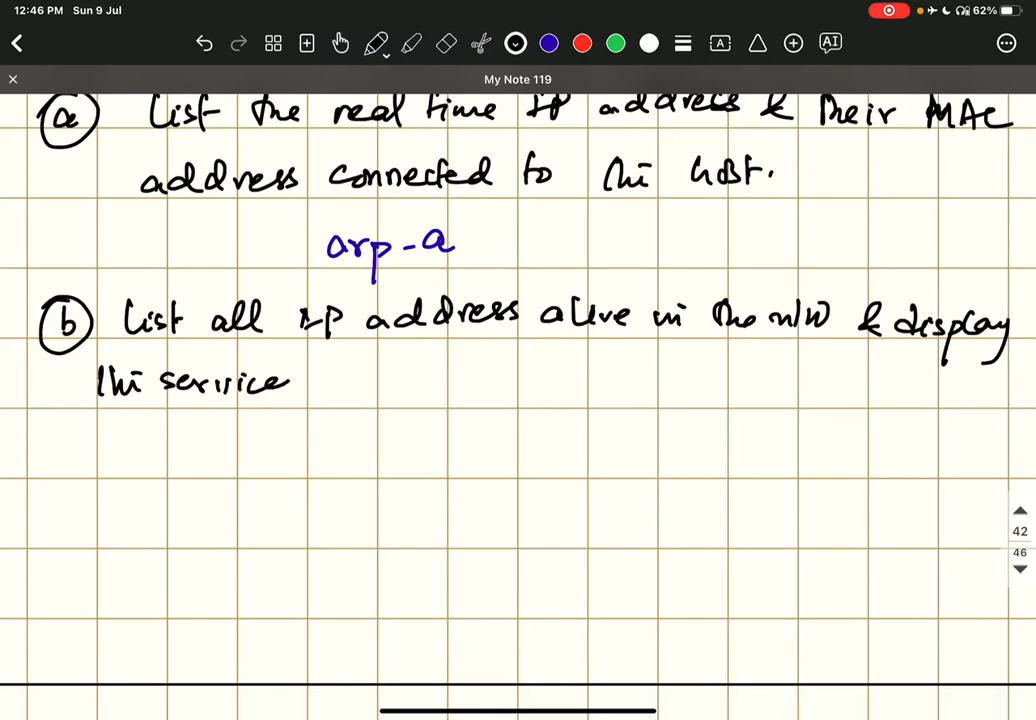 12:46 PM Sun 9 Jul 62%
A AI
My Note 119
(a) List the real time IP address & their MAC
address connected to the host.
arp -a
(b) List all IP address alive in the n/w & display
the service
42
46